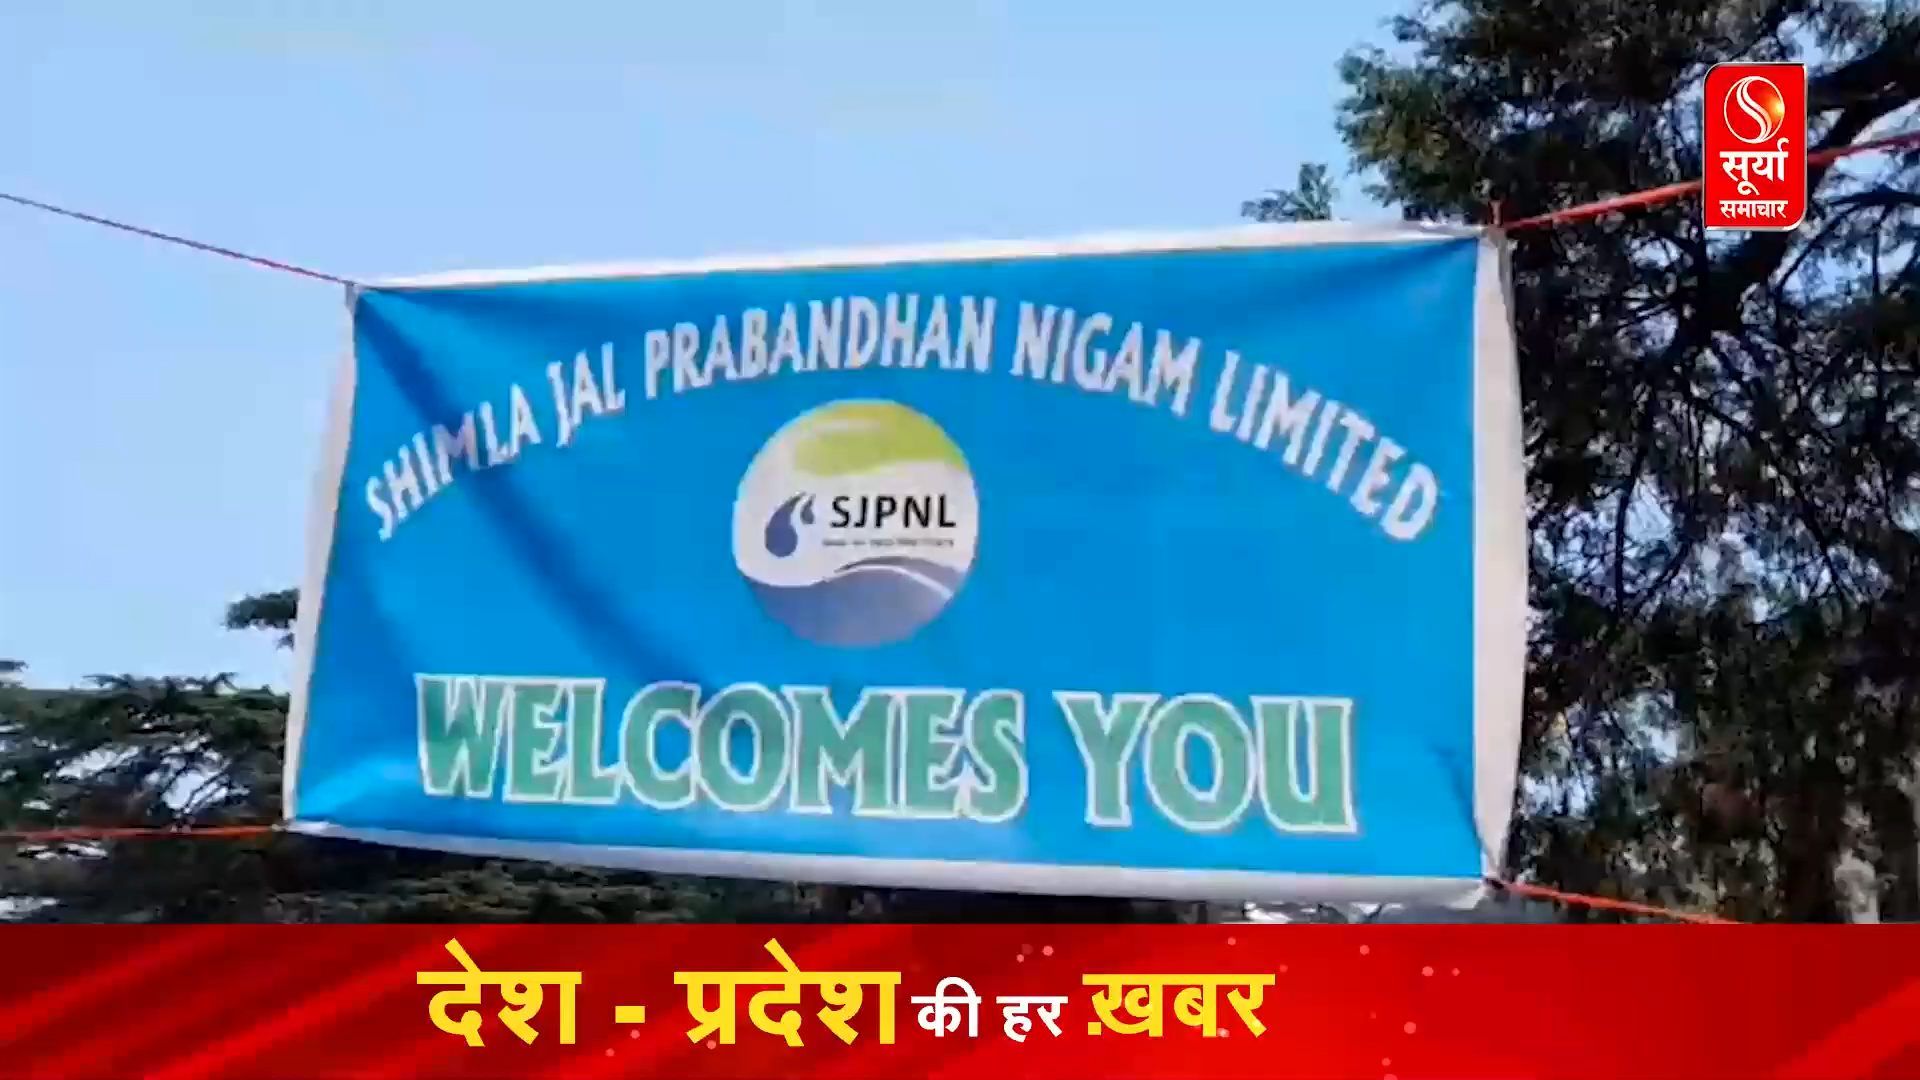 सूर्या
समाचार
SHIMLA JAL PRABANDHAN NIGAM LIMITED
SJPNL
WELCOMES YOU
देश - प्रदेश की हर ख़बर